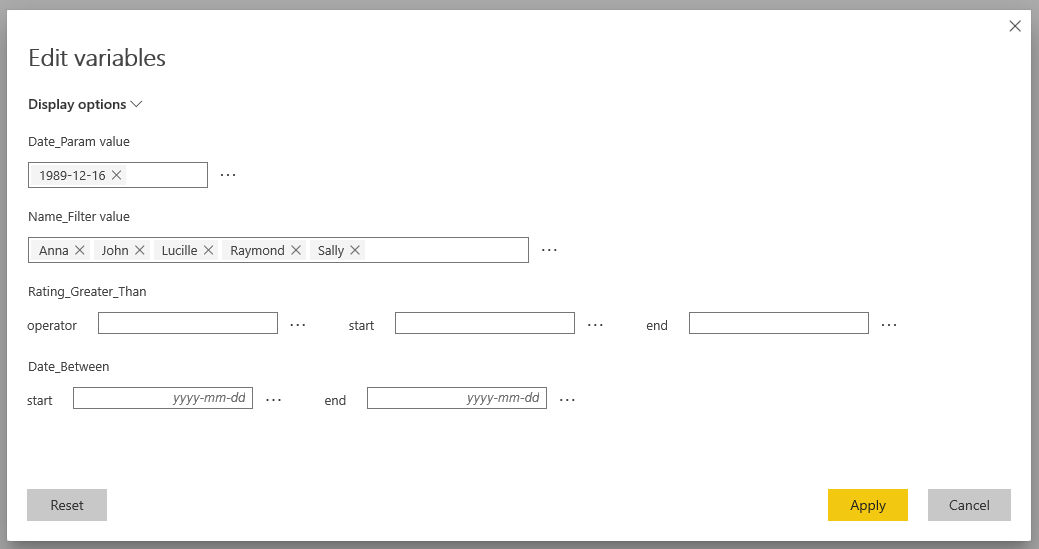 Edit variables
Display options
Date_Param value
1989-12-16
...
Name_Filter value
Anna John Lucille Raymond Sally
...
Rating_Greater_Than
operator ... start ... end ...
Date_Between
start yyyy-mm-dd ... end yyyy-mm-dd ...
Reset Apply Cancel